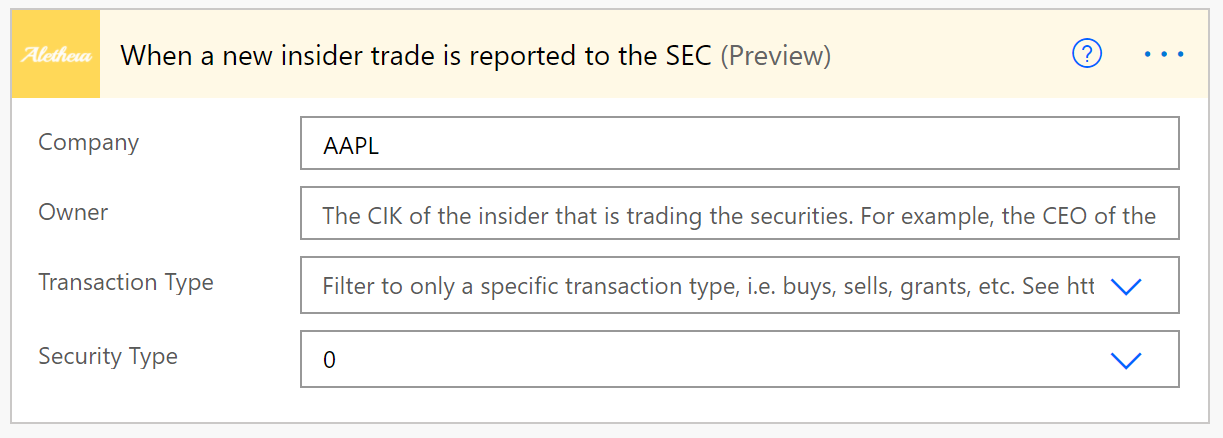 Aletheia
When a new insider trade is reported to the SEC (Preview)
?
Company
AAPL
Owner
The CIK of the insider that is trading the securities. For example, the CEO of the
Transaction Type
Filter to only a specific transaction type, i.e. buys, sells, grants, etc. See htt
Security Type
0